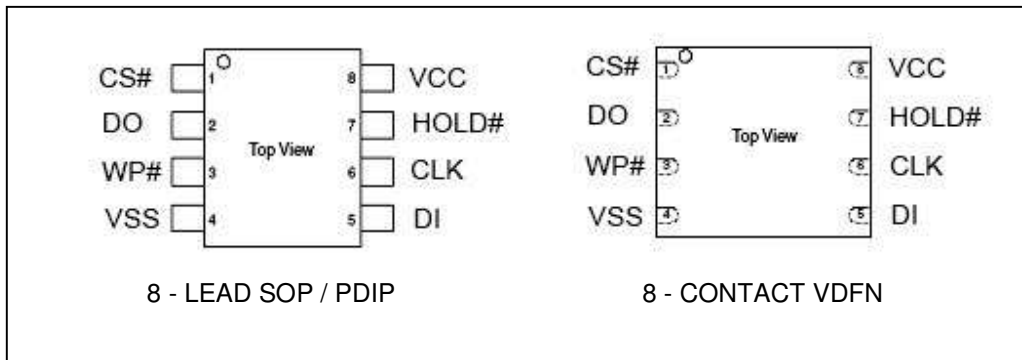 CS# 1 8 VCC
DO 2 7 HOLD#
Top View
WP# 3 6 CLK
VSS 4 5 DI
8 - LEAD SOP / PDIP
CS# 1 8 VCC
DO 2 7 HOLD#
Top View
WP# 3 6 CLK
VSS 4 5 DI
8 - CONTACT VDFN